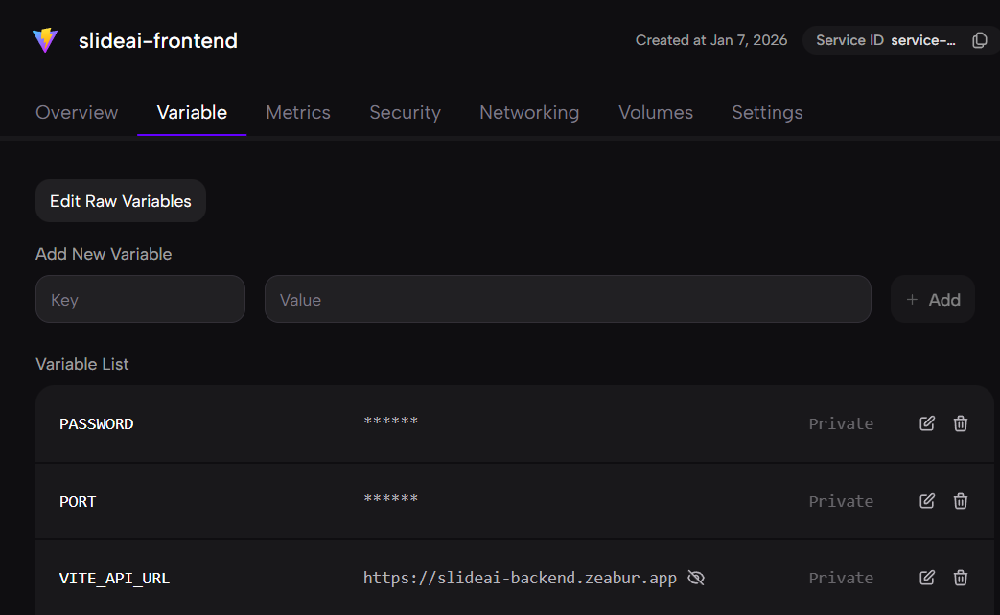 slideai-frontend
Created at Jan 7, 2026 Service ID service-...
Overview Variable Metrics Security Networking Volumes Settings
Edit Raw Variables
Add New Variable
Key Value + Add
Variable List
PASSWORD ****** Private
PORT ****** Private
VITE_API_URL https://slideai-backend.zeabur.app Private